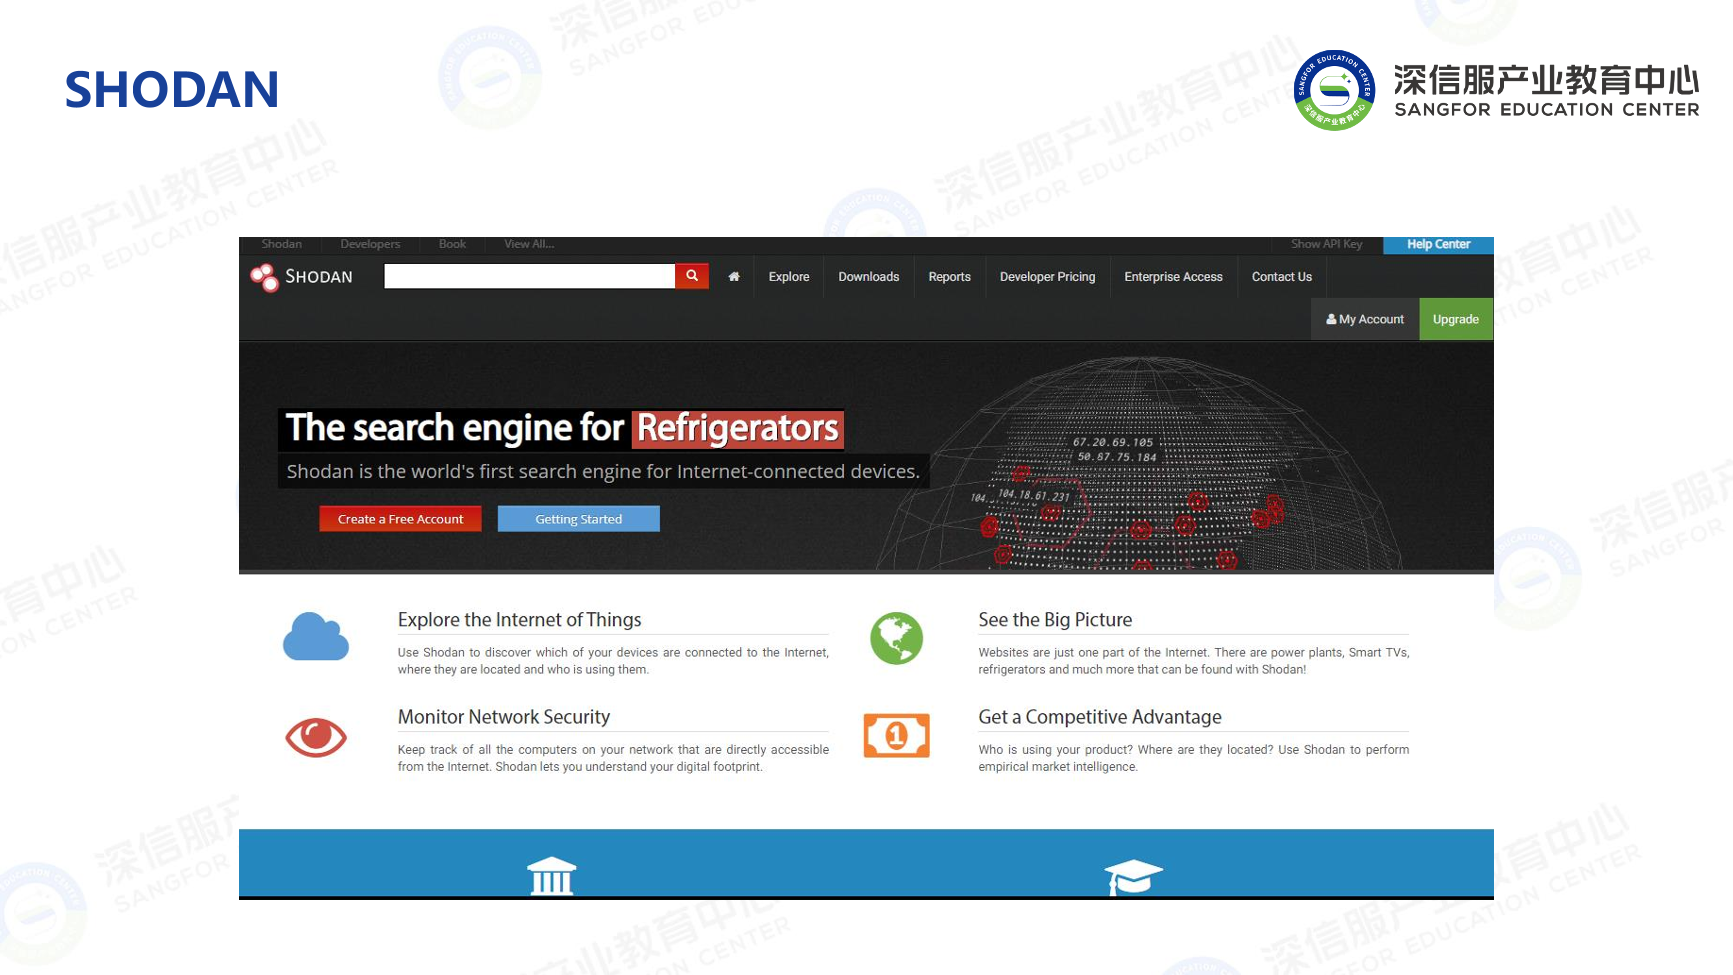 SHODAN
深信服产业教育中心
SANGFOR EDUCATION CENTER
Shodan Developers Book View All... Show API Key Help Center
SHODAN Explore Downloads Reports Developer Pricing Enterprise Access Contact Us
My Account Upgrade
The search engine for Refrigerators
Shodan is the world's first search engine for Internet-connected devices.
Create a Free Account Getting Started
67.20.69.105
50.87.75.184
104.18.61.231
Explore the Internet of Things
Use Shodan to discover which of your devices are connected to the Internet,
where they are located and who is using them.
See the Big Picture
Websites are just one part of the Internet. There are power plants, Smart TVs,
refrigerators and much more that can be found with Shodan!
Monitor Network Security
Keep track of all the computers on your network that are directly accessible
from the Internet. Shodan lets you understand your digital footprint.
Get a Competitive Advantage
Who is using your product? Where are they located? Use Shodan to perform
empirical market intelligence.